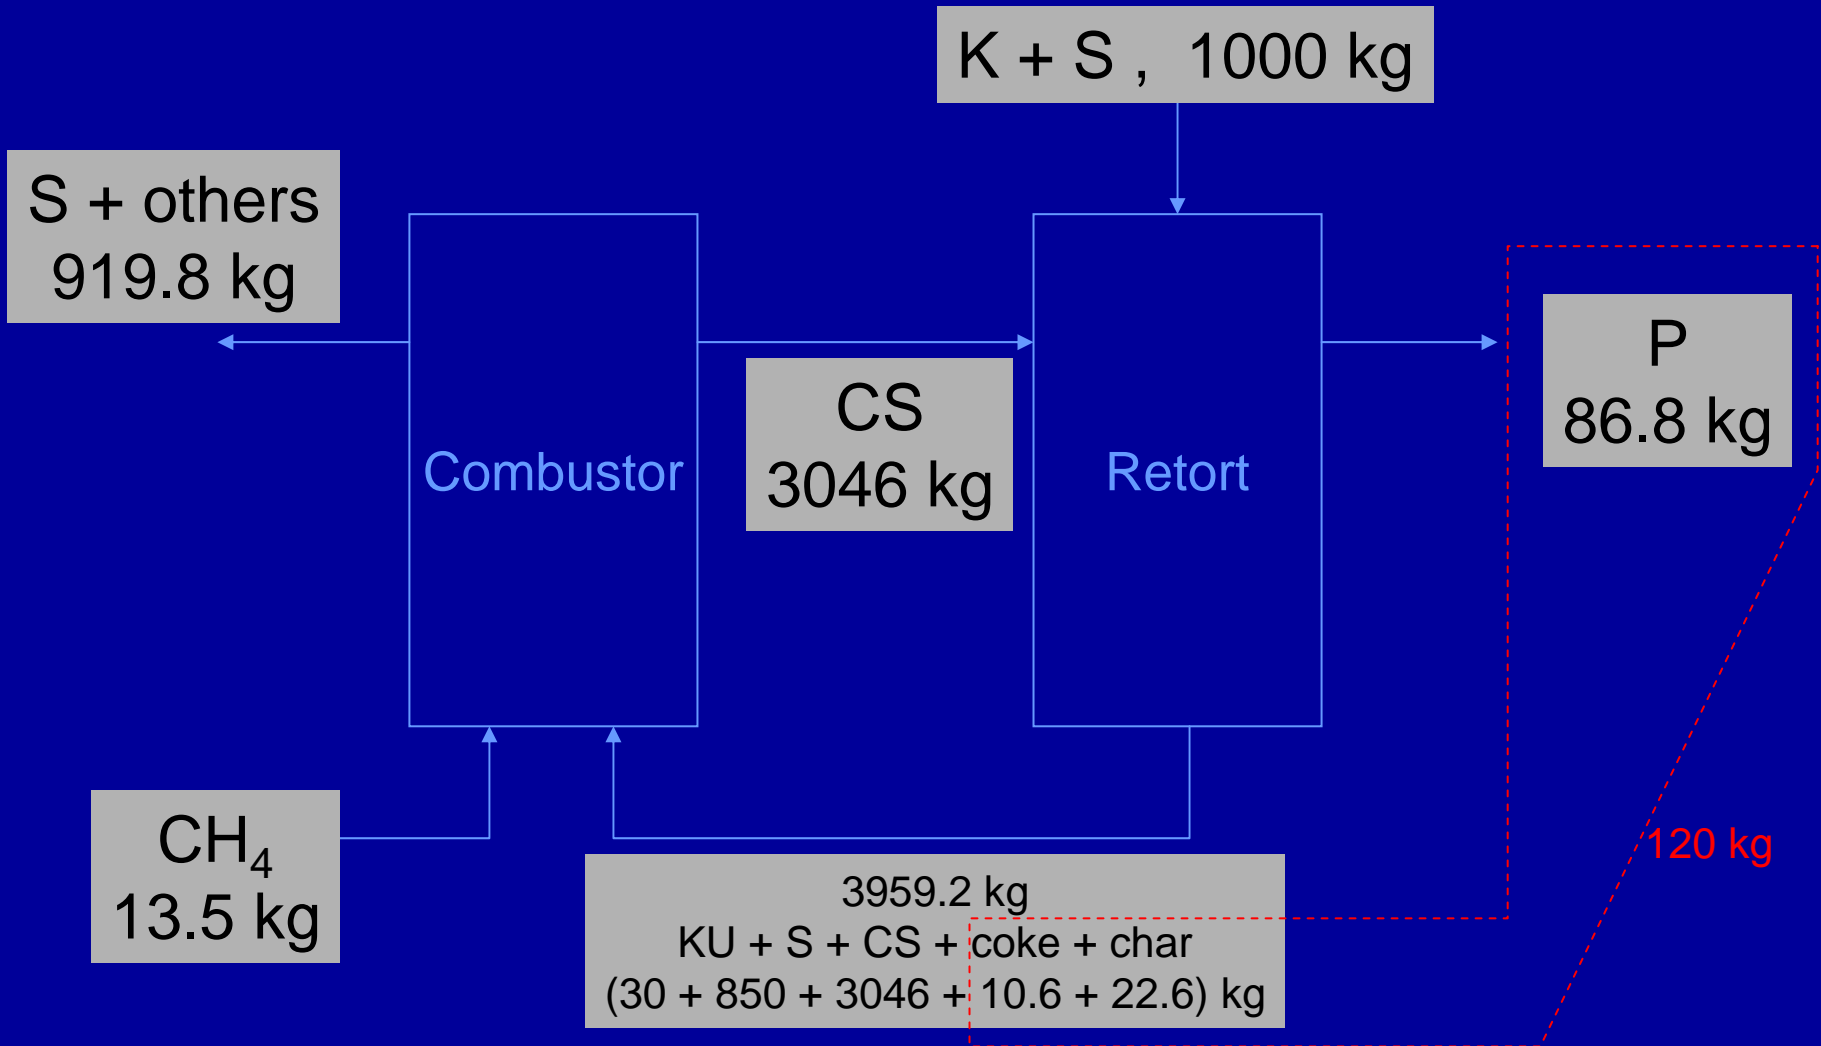 K + S , 1000 kg
S + others
919.8 kg
P
86.8 kg
CS
3046 kg
Combustor
Retort
CH₄
13.5 kg
120 kg
3959.2 kg
KU + S + CS + coke + char
(30 + 850 + 3046 + 10.6 + 22.6) kg